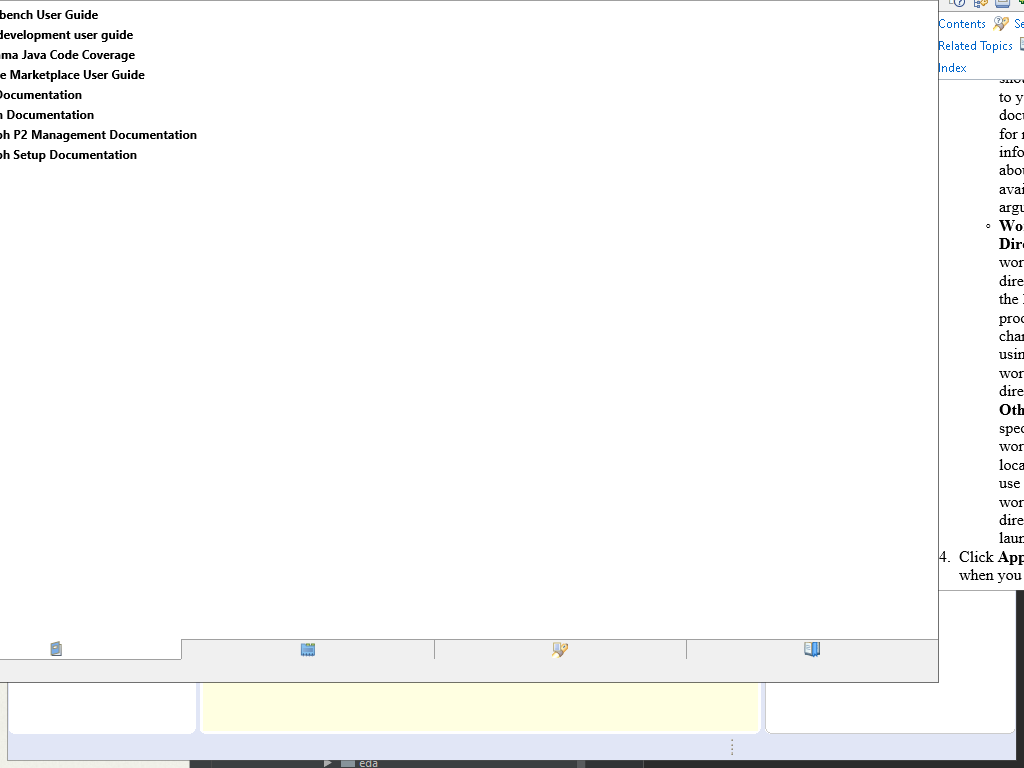 bench User Guide
development user guide
ma Java Code Coverage
e Marketplace User Guide
Documentation
n Documentation
ph P2 Management Documentation
ph Setup Documentation
Contents
Se
Related Topics
Index
to y
docu
for
info
abou
avai
argu
Wor
Dire
wor
dire
the
proc
char
usin
wor
dire
Oth
spec
wor
loca
use
wor
dire
laun
4. Click App
when you
eda